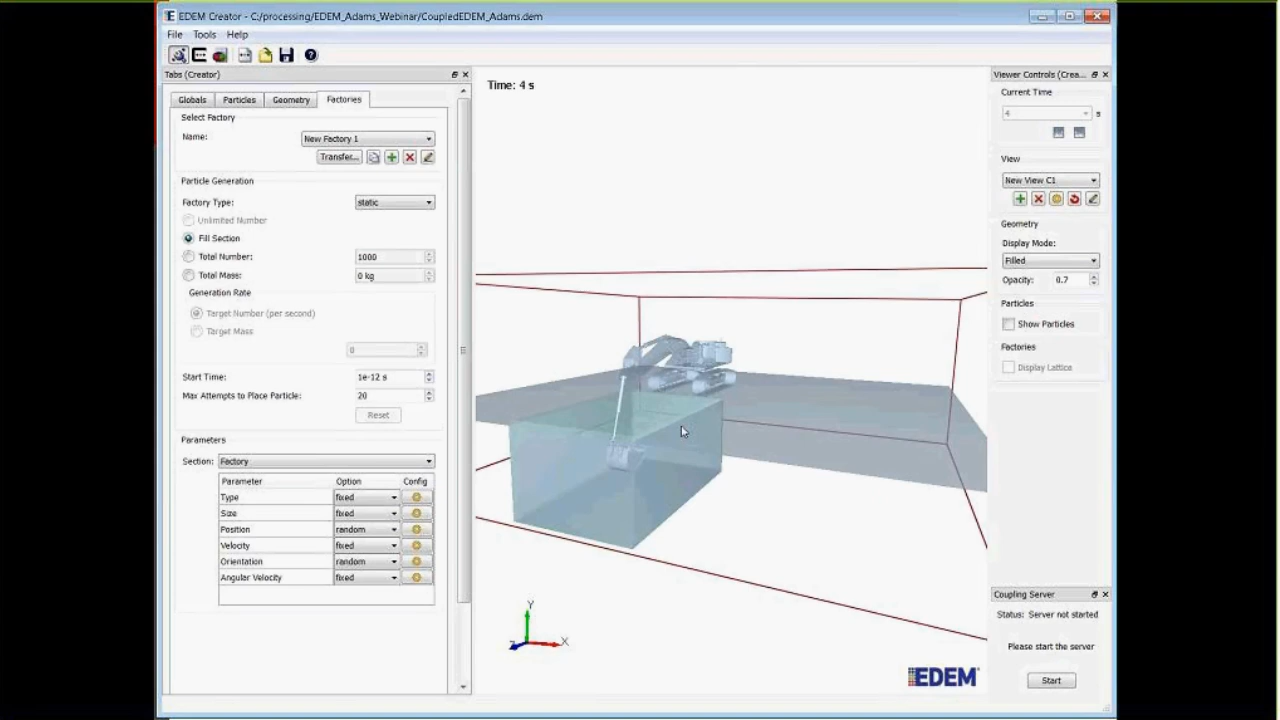 EDEM Creator - C:/processing/EDEM_Adams_Webinar/CoupledEDEM_Adams.dem
File Tools Help
Tabs (Creator)
Globals Particles Geometry Factories
Select Factory
Name: New Factory 1
Transfer...
Particle Generation
Factory Type: static
Unlimited Number
Fill Section
Total Number: 1000
Total Mass: 0 kg
Generation Rate
Target Number (per second)
Target Mass
0
Start Time: 1e-12 s
Max Attempts to Place Particle: 20
Reset
Parameters
Section: Factory
Parameter Option Config
Type fixed
Size fixed
Position random
Velocity fixed
Orientation random
Angular Velocity fixed
Time: 4 s
Y
Z X
EDEM
Viewer Controls (Crea...
Current Time
4 s
View
New View C1
Geometry
Display Mode:
Filled
Opacity: 0.7
Particles
Show Particles
Factories
Display Lattice
Coupling Server
Status: Server not started
Please start the server
Start